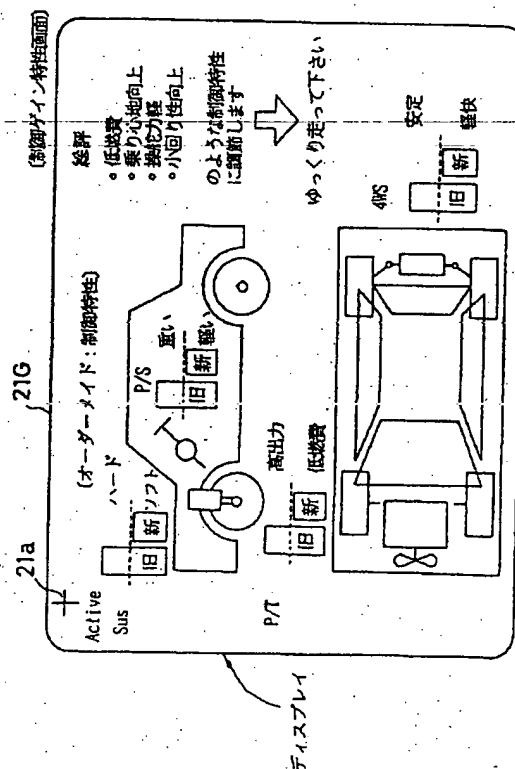 (制御ゲイン特性画面)
21G
21a
(オーダーメイド:制御特性)
総評
• 低燃費
• 乗り心地向上
• 操舵力軽
• 小回り性向上
のような制御特性
に調節します
ゆっくり走って下さい
Active
Sus
ハード
ソフト
旧
新
P/S
重い
軽い
旧
新
P/T
高出力
低燃費
旧
新
4WS
安定
軽快
旧
新
ディスプレイ